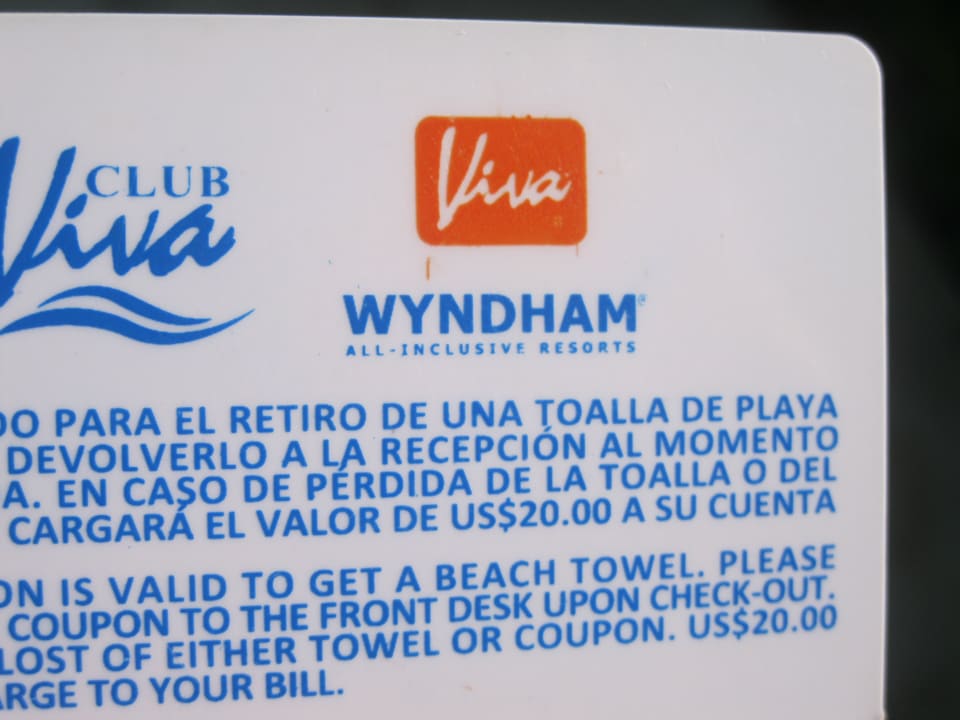 CLUB
Viva
Viva
WYNDHAM
ALL-INCLUSIVE RESORTS
DO PARA EL RETIRO DE UNA TOALLA DE PLAYA
DEVOLVERLO A LA RECEPCIÓN AL MOMENTO
A. EN CASO DE PÉRDIDA DE LA TOALLA O DEL
CARGARÁ EL VALOR DE US$20.00 A SU CUENTA
ON IS VALID TO GET A BEACH TOWEL. PLEASE
COUPON TO THE FRONT DESK UPON CHECK-OUT.
LOST OF EITHER TOWEL OR COUPON. US$20.00
ARGE TO YOUR BILL.